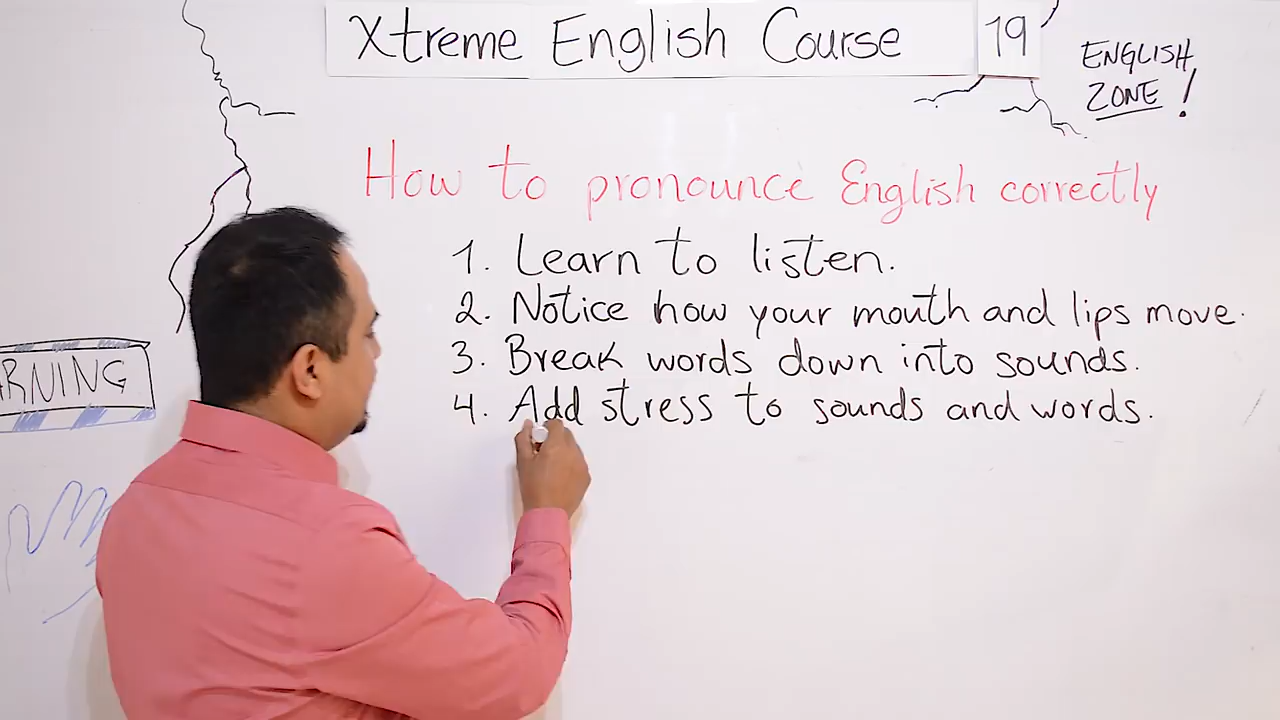 Xtreme English Course 19
ENGLISH
ZONE!
How to pronounce English correctly
1. Learn to listen.
2. Notice how your mouth and lips move.
3. Break words down into sounds.
4. Add stress to sounds and words.
ARNING